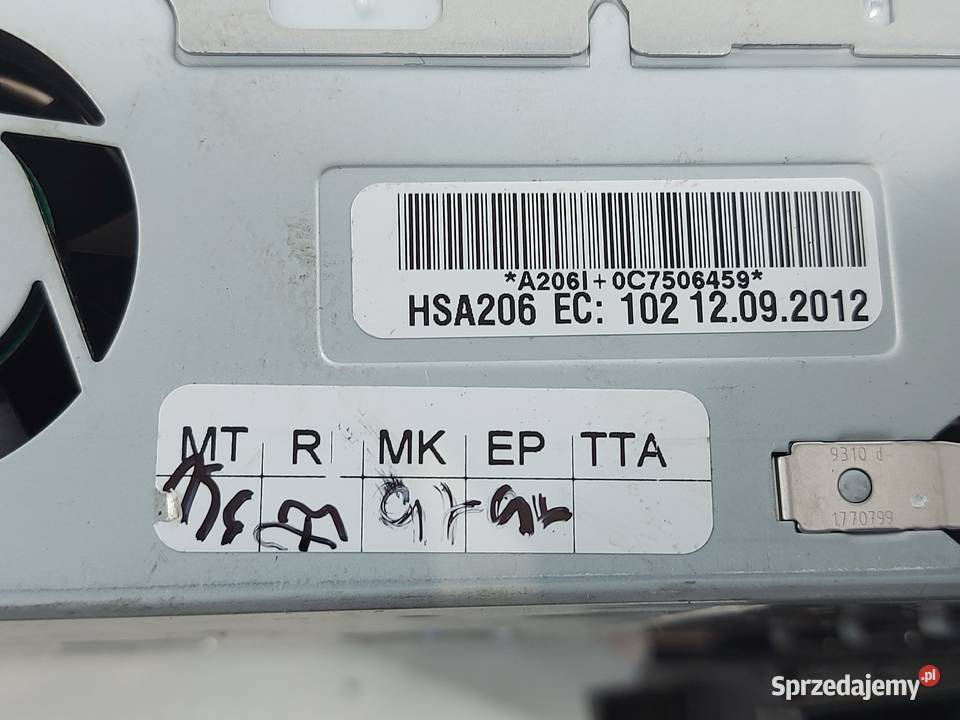 *A206I+0C7506459*
HSA206 EC: 102 12.09.2012
MT R MK EP TTA
9310 d
1770799
Sprzedajemy.pl